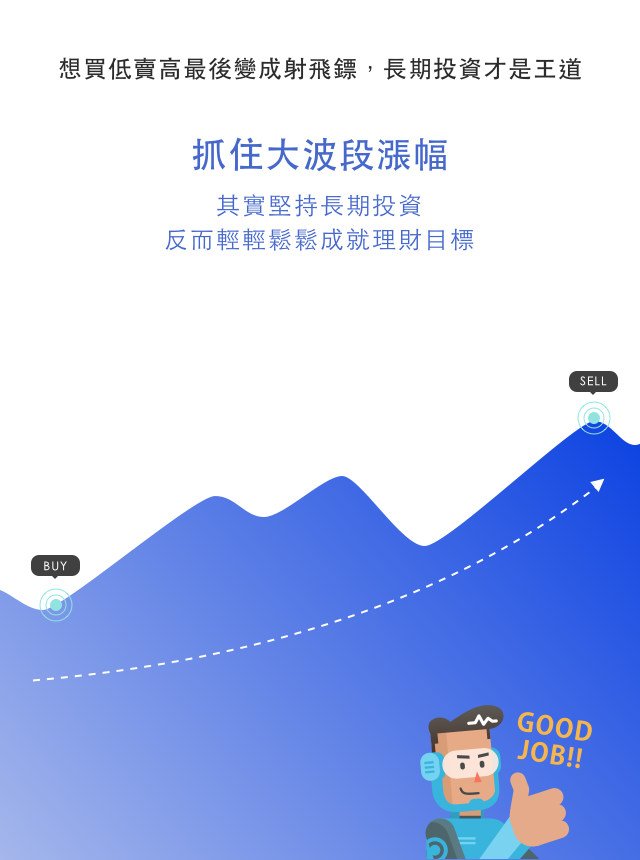 想買低賣高最後變成射飛鏢，長期投資才是王道
抓住大波段漲幅
其實堅持長期投資
反而輕輕鬆鬆成就理財目標
SELL
BUY
GOOD
JOB!!